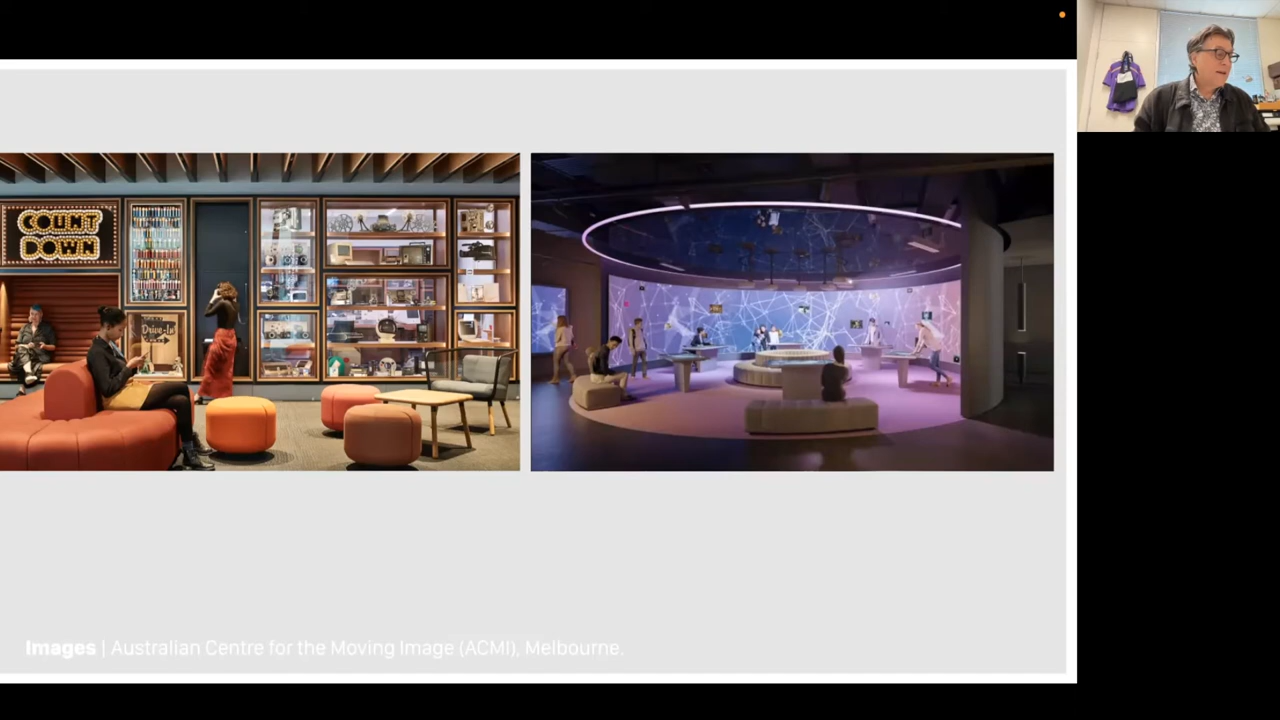 COUNT
DOWN
Drive-In
Images | Australian Centre for the Moving Image (ACMI), Melbourne.